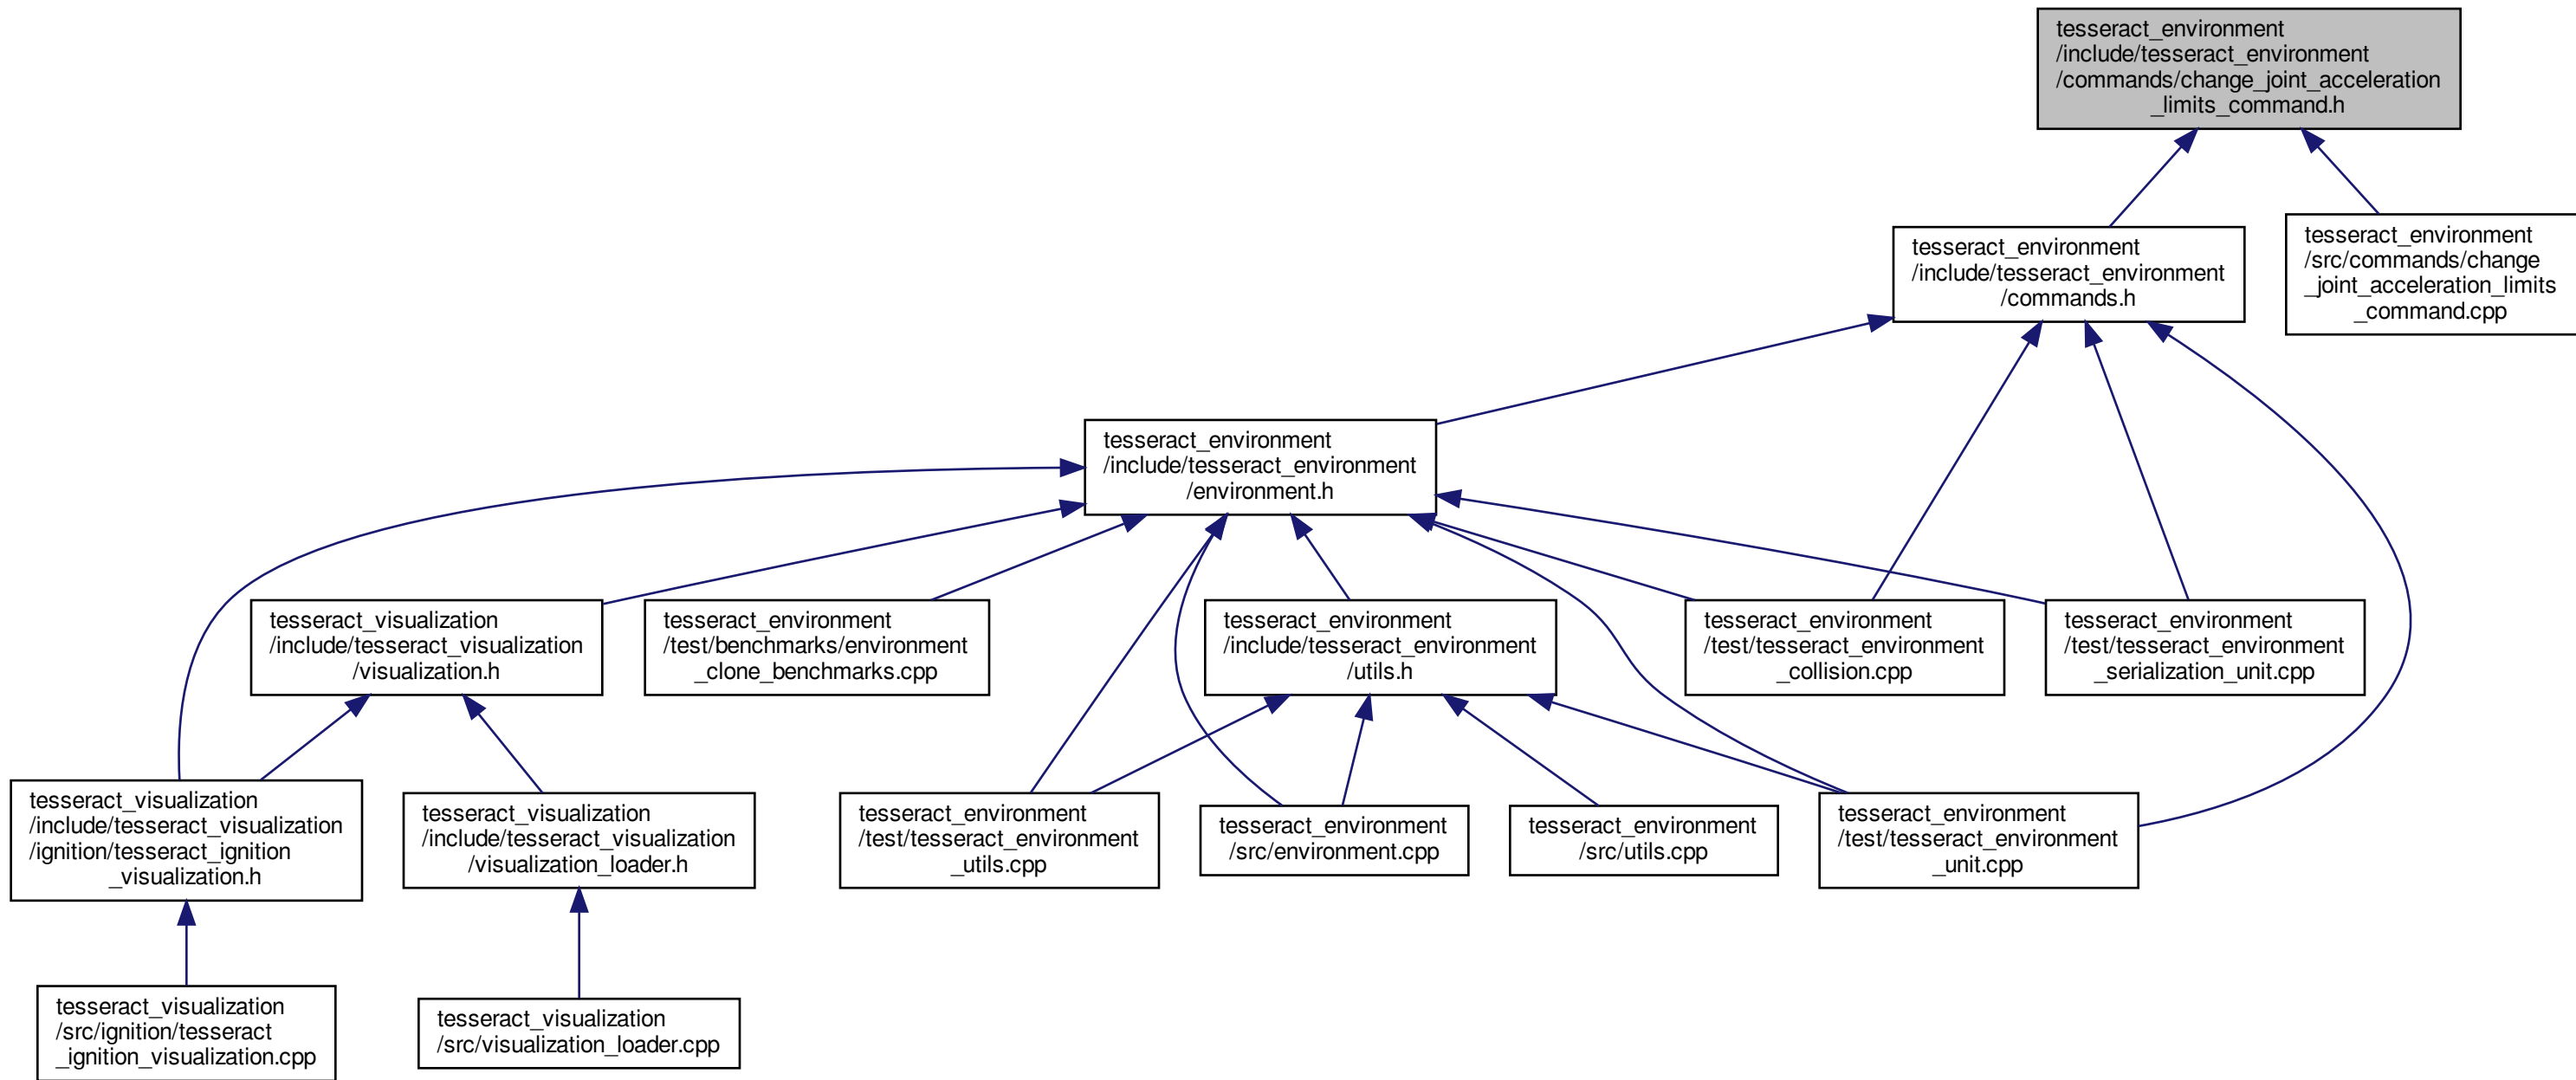 tesseract_environment
/include/tesseract_environment
/commands/change_joint_acceleration
_limits_command.h
tesseract_environment
/include/tesseract_environment
/commands.h
tesseract_environment
/src/commands/change
_joint_acceleration_limits
_command.cpp
tesseract_environment
/include/tesseract_environment
/environment.h
tesseract_visualization
/include/tesseract_visualization
/visualization.h
tesseract_environment
/test/benchmarks/environment
_clone_benchmarks.cpp
tesseract_environment
/include/tesseract_environment
/utils.h
tesseract_environment
/test/tesseract_environment
_collision.cpp
tesseract_environment
/test/tesseract_environment
_serialization_unit.cpp
tesseract_visualization
/include/tesseract_visualization
/ignition/tesseract_ignition
_visualization.h
tesseract_visualization
/include/tesseract_visualization
/visualization_loader.h
tesseract_environment
/test/tesseract_environment
_utils.cpp
tesseract_environment
/src/environment.cpp
tesseract_environment
/src/utils.cpp
tesseract_environment
/test/tesseract_environment
_unit.cpp
tesseract_visualization
/src/ignition/tesseract
_ignition_visualization.cpp
tesseract_visualization
/src/visualization_loader.cpp